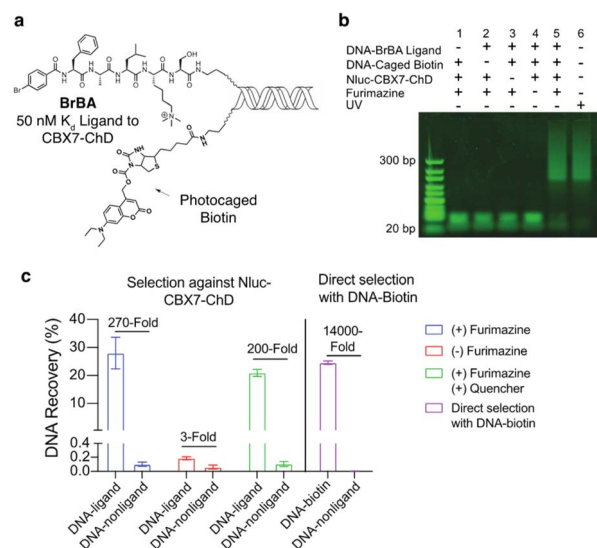 a
BrBA
50 nM Kd Ligand to
CBX7-ChD
Photocaged
Biotin
b
1 2 3 4 5 6
DNA-BrBA Ligand - + + + + -
DNA-Caged Biotin + - + + + +
Nluc-CBX7-ChD + + - + + -
Furimazine + + + - + -
UV - - - - - +
300 bp
20 bp
c
Selection against Nluc-
CBX7-ChD
Direct selection
with DNA-Biotin
DNA Recovery (%)
40
30
20
10
0.4
0.2
0.0
270-Fold
3-Fold
200-Fold
14000-
Fold
DNA-ligand
DNA-nonligand
DNA-ligand
DNA-nonligand
DNA-ligand
DNA-nonligand
DNA-biotin
DNA-nonligand
(+) Furimazine
(-) Furimazine
(+) Furimazine
(+) Quencher
Direct selection
with DNA-biotin